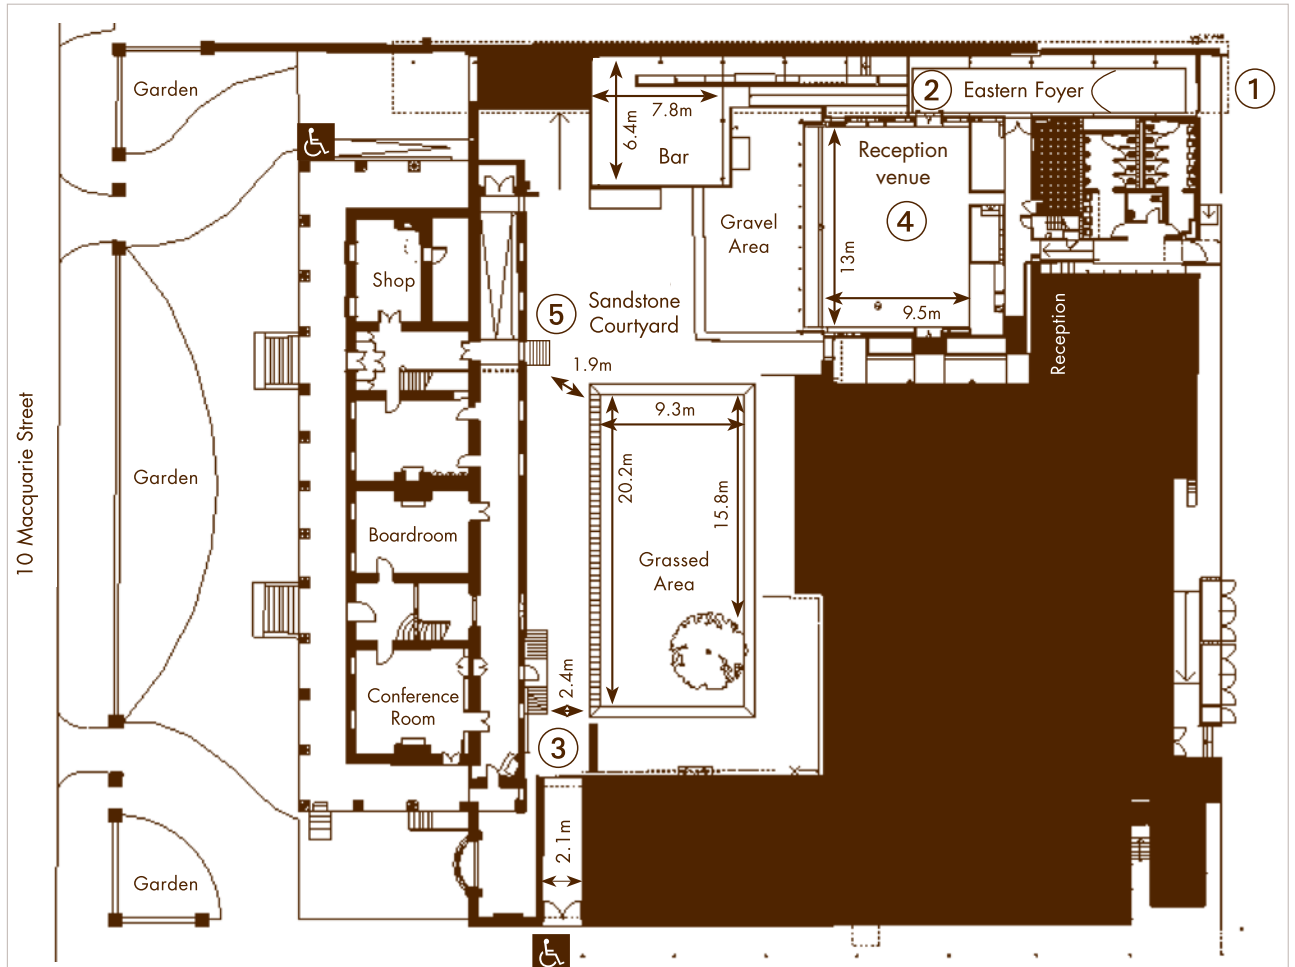 Garden
6.4m
7.8m
Bar
2
Eastern Foyer
1
Reception
venue
4
13m
9.5m
Gravel
Area
Shop
5
Sandstone
Courtyard
Reception
1.9m
9.3m
20.2m
15.8m
Grassed
Area
10 Macquarie Street
Garden
Boardroom
Conference
Room
2.4m
3
2.1m
Garden